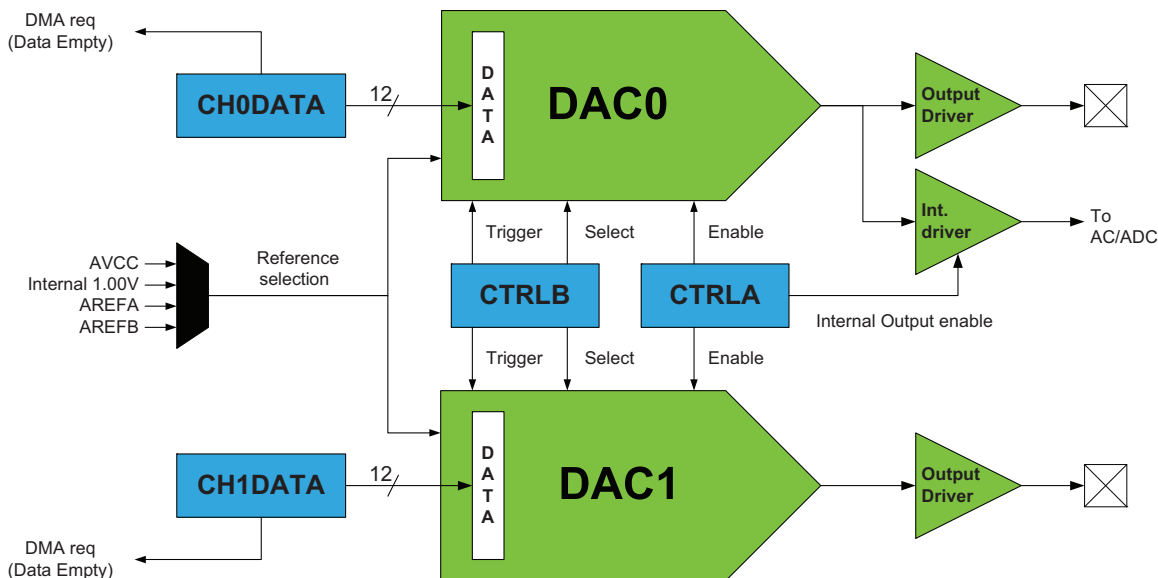 DMA req
(Data Empty)
CH0DATA
12
DATA
DAC0
Output
Driver
Int.
driver
To
AC/ADC
Trigger
Select
Enable
AVCC
Internal 1.00V
AREFA
AREFB
Reference
selection
CTRLB
CTRLA
Internal Output enable
Trigger
Select
Enable
CH1DATA
12
DATA
DAC1
Output
Driver
DMA req
(Data Empty)